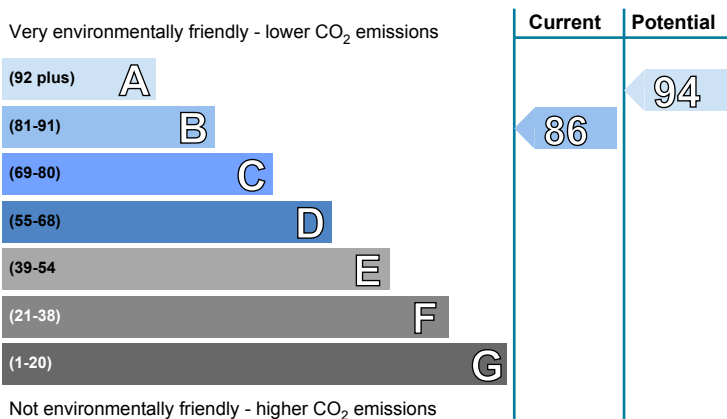 Very environmentally friendly - lower CO2 emissions
Current
Potential
(92 plus) A
94
(81-91) B
86
(69-80) C
(55-68) D
(39-54 E
(21-38) F
(1-20) G
Not environmentally friendly - higher CO2 emissions